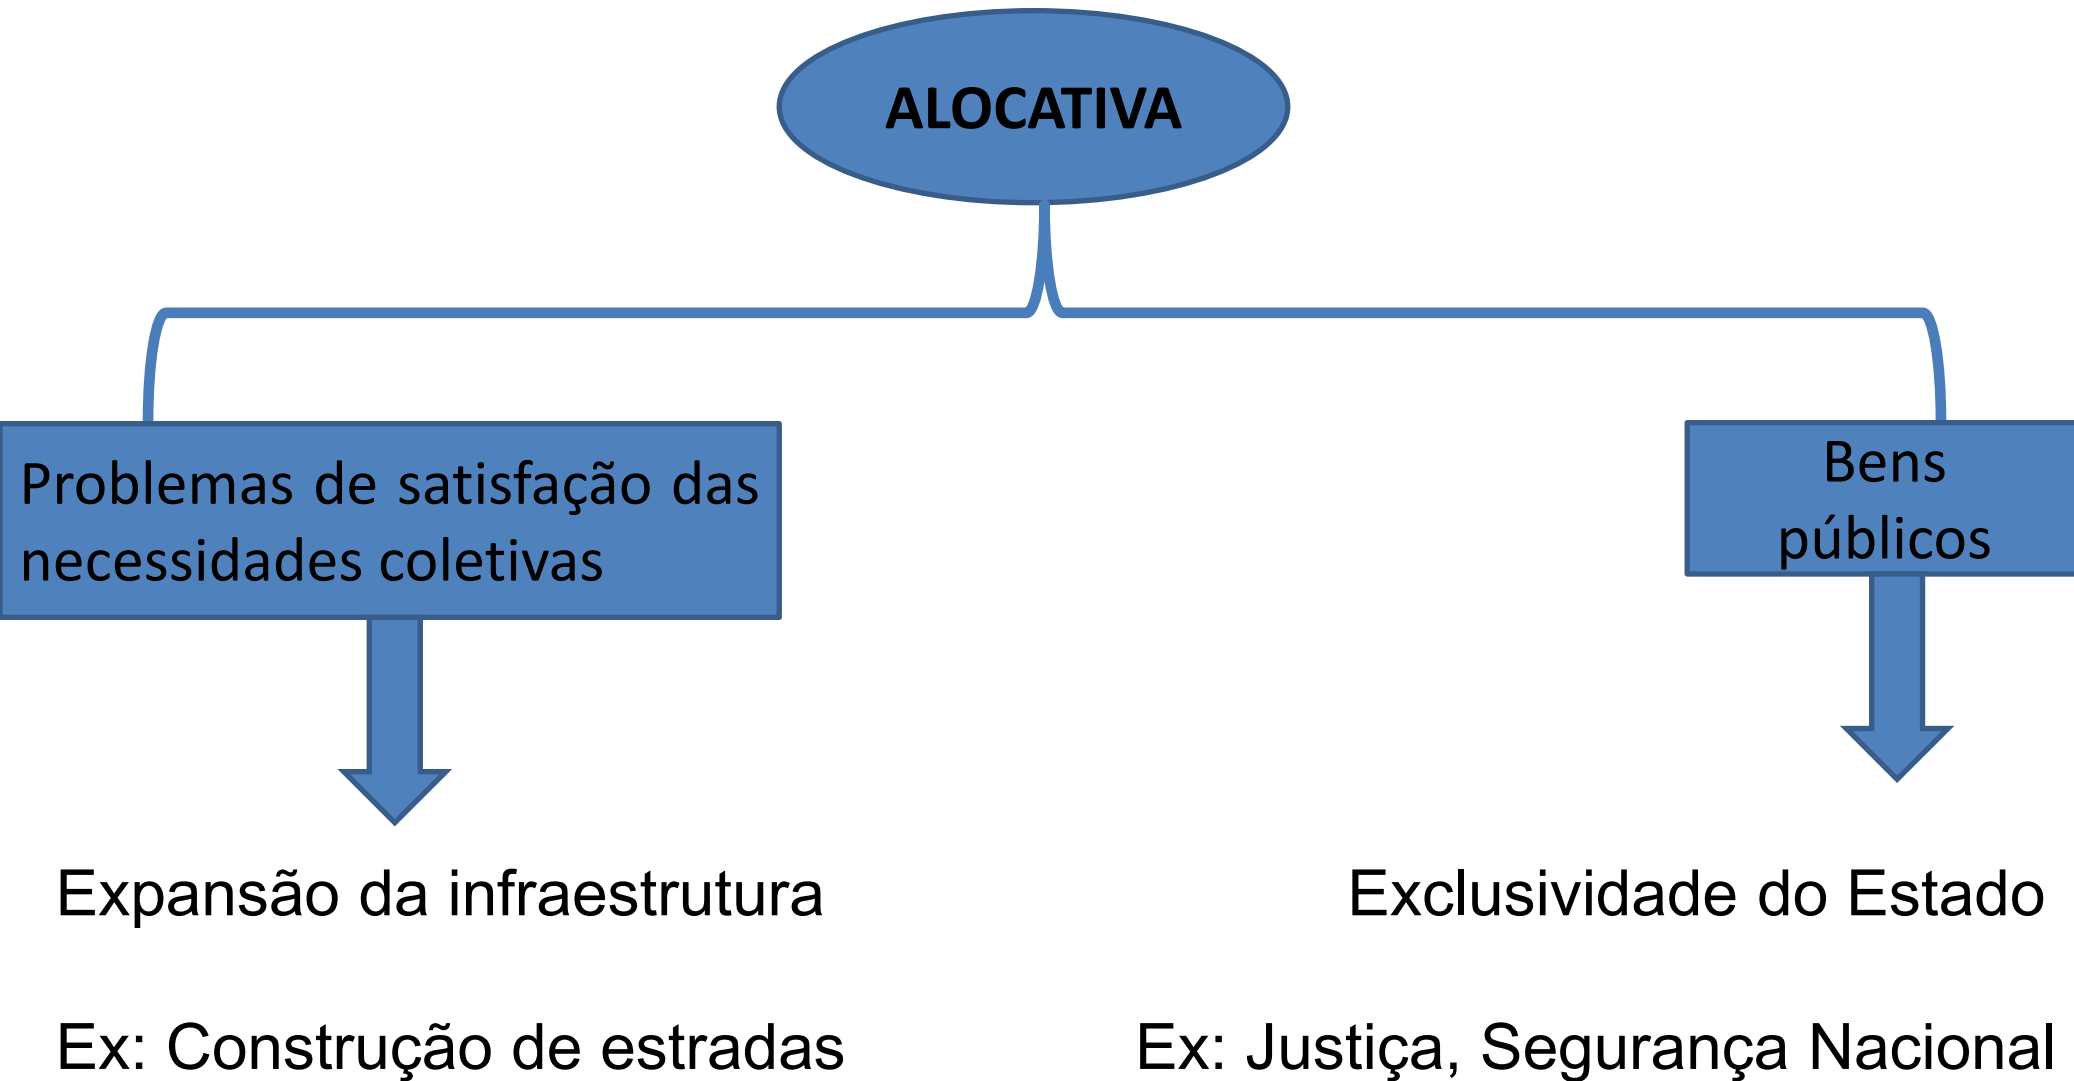 ALOCATIVA
Problemas de satisfação das
necessidades coletivas
Bens
públicos
Expansão da infraestrutura
Exclusividade do Estado
Ex: Construção de estradas
Ex: Justiça, Segurança Nacional